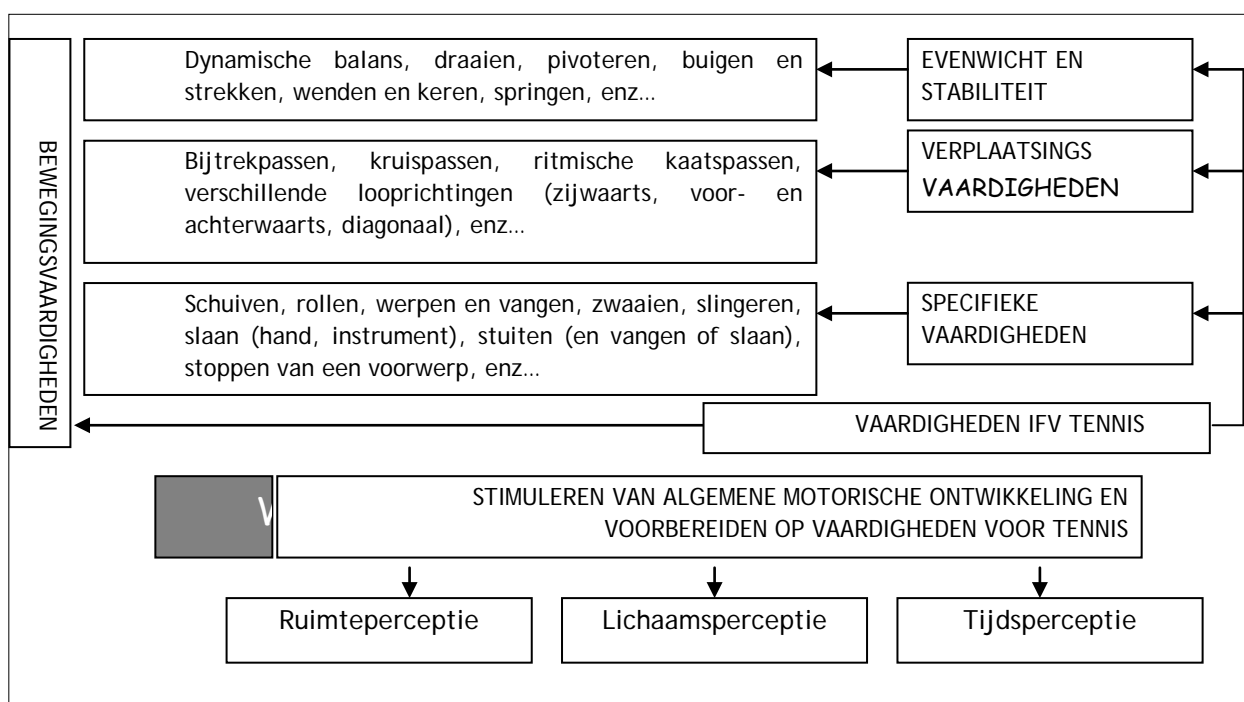 Dynamische balans, draaien, pivoteren, buigen en
strekken, wenden en keren, springen, enz...
EVENWICHT EN
STABILITEIT
BEWEGINGSVAARDIGHEDEN
Bijtrekpassen, kruispassen, ritmische kaatspassen,
verschillende looprichtingen (zijwaarts, voor- en
achterwaarts, diagonaal), enz...
VERPLAATSINGS
VAARDIGHEDEN
Schuiven, rollen, werpen en vangen, zwaaien, slingeren,
slaan (hand, instrument), stuiten (en vangen of slaan),
stoppen van een voorwerp, enz...
SPECIFIEKE
VAARDIGHEDEN
VAARDIGHEDEN IFV TENNIS
STIMULEREN VAN ALGEMENE MOTORISCHE ONTWIKKELING EN
VOORBEREIDEN OP VAARDIGHEDEN VOOR TENNIS
Ruimteperceptie
Lichaamsperceptie
Tijdsperceptie